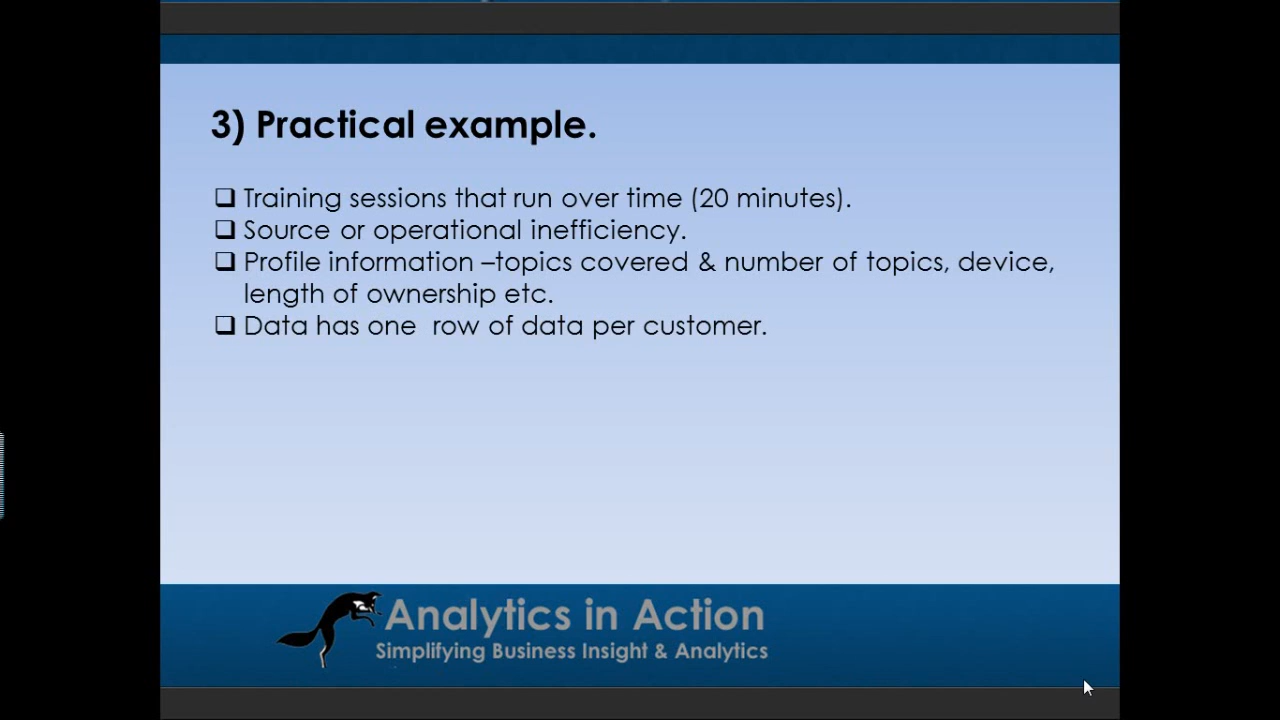 3) Practical example.
❑ Training sessions that run over time (20 minutes).
❑ Source or operational inefficiency.
❑ Profile information –topics covered & number of topics, device,
length of ownership etc.
❑ Data has one row of data per customer.
Analytics in Action
Simplifying Business Insight & Analytics